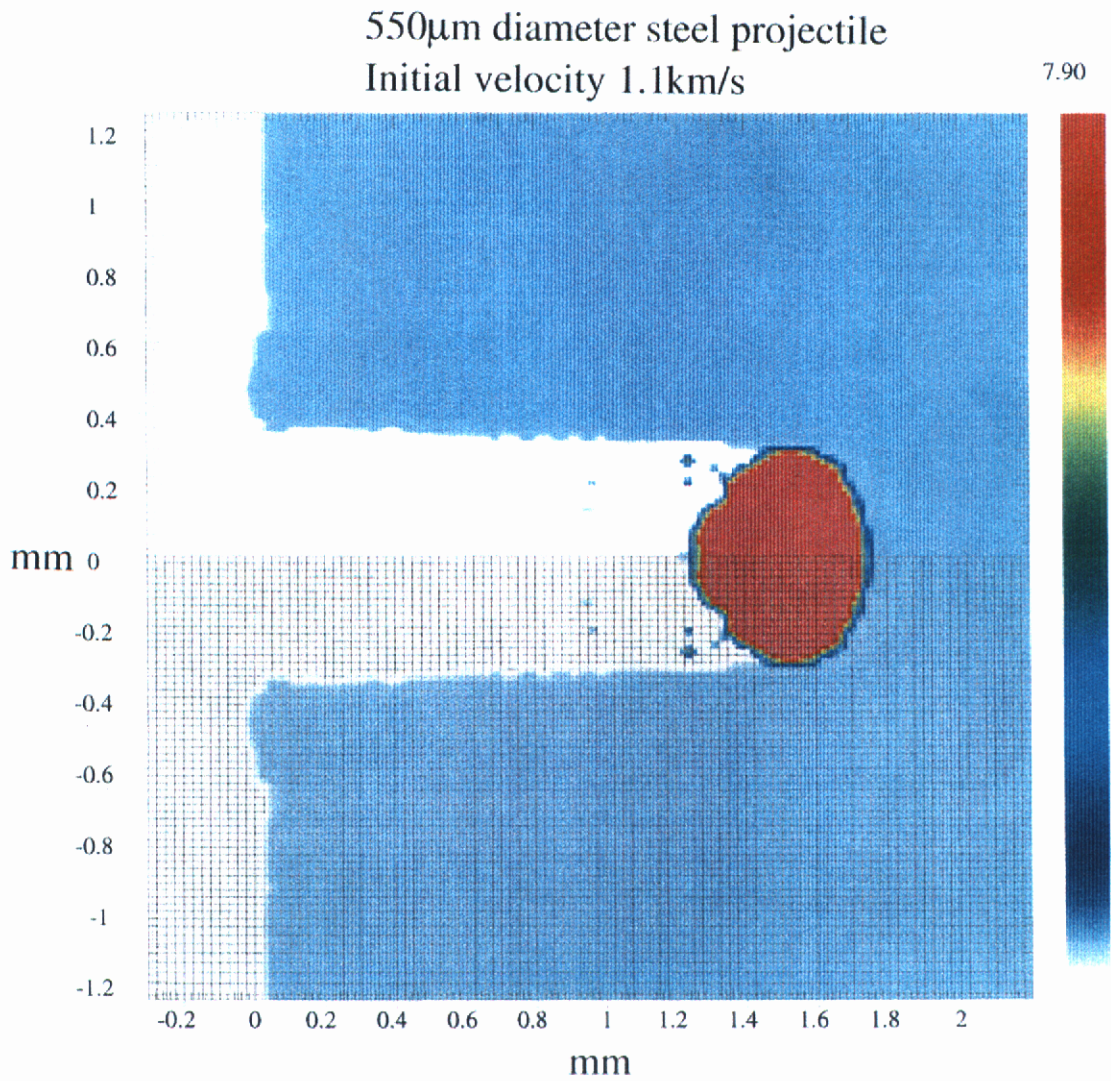 550μm diameter steel projectile
Initial velocity 1.1km/s
7.90
1.2
1
0.8
0.6
0.4
0.2
mm 0
-0.2
-0.4
-0.6
-0.8
-1
-1.2
-0.2 0 0.2 0.4 0.6 0.8 1 1.2 1.4 1.6 1.8 2
mm